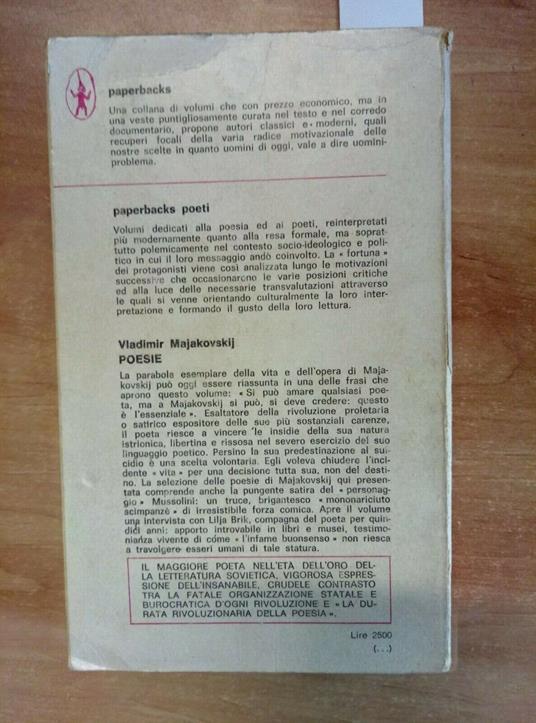 paperbacks
Una collana di volumi che con prezzo economico, ma in
una veste puntigliosamente curata nel testo e nel corredo
documentario, propone autori classici e moderni, quali
recuperi focali della varia radice motivazionale delle
nostre scelte in quanto uomini di oggi, vale a dire uomini-
problema.
paperbacks poeti
Volumi dedicati alla poesia ed ai poeti, reinterpretati
più modernamente quanto alla resa formale, ma soprat-
tutto polemicamente nel contesto socio-ideologico e poli-
tico in cui il loro messaggio andò coinvolto. La « fortuna »
dei protagonisti viene così analizzata lungo le motivazioni
successive che occasionarono le varie posizioni critiche
ed alla luce delle necessarie transvalutazioni attraverso
le quali si venne orientando culturalmente la loro inter-
pretazione e formando il gusto della loro lettura.
Vladimir Majakovskij
POESIE
La parabola esemplare della vita e dell'opera di Maja-
kovskij può oggi essere riassunta in una delle frasi che
aprono questo volume: « Si può amare qualsiasi poe-
ta, ma a Majakovskij si può, si deve credere: questo
è l'essenziale ». Esaltatore della rivoluzione proletaria
o satirico espositore delle suo più sostanziali carenze,
il poeta riesce a vincere le insidie della sua natura
istrionica, libertina e rissosa nel severo esercizio del suo
linguaggio poetico. Persino la sua predestinazione al sui-
cidio è una scelta volontaria. Egli voleva chiudere l'inci-
dente « vita » per una decisione tutta sua, non del desti-
no. La selezione delle poesie di Majakovskij qui presen-
tata comprende anche la pungente satira del « personag-
gio » Mussolini: un truce, brigantesco « mononariciuto
scimpanzè » di irresistibile forza comica. Apre il volume
una intervista con Lilja Brik, compagna del poeta per quin-
dici anni: apporto introvabile in libri e musei, testimo-
nianza vivente di come « l'infame buonsenso » non riesca
a travolgere esseri umani di tale statura.
IL MAGGIORE POETA NELL'ETÀ DELL'ORO DEL-
LA LETTERATURA SOVIETICA, VIGOROSA ESPRES-
SIONE DELL'INSANABILE, CRUDELE CONTRASTO
TRA LA FATALE ORGANIZZAZIONE STATALE E
BUROCRATICA D'OGNI RIVOLUZIONE E « LA DU-
RATA RIVOLUZIONARIA DELLA POESIA ».
Lire 2500
(...)